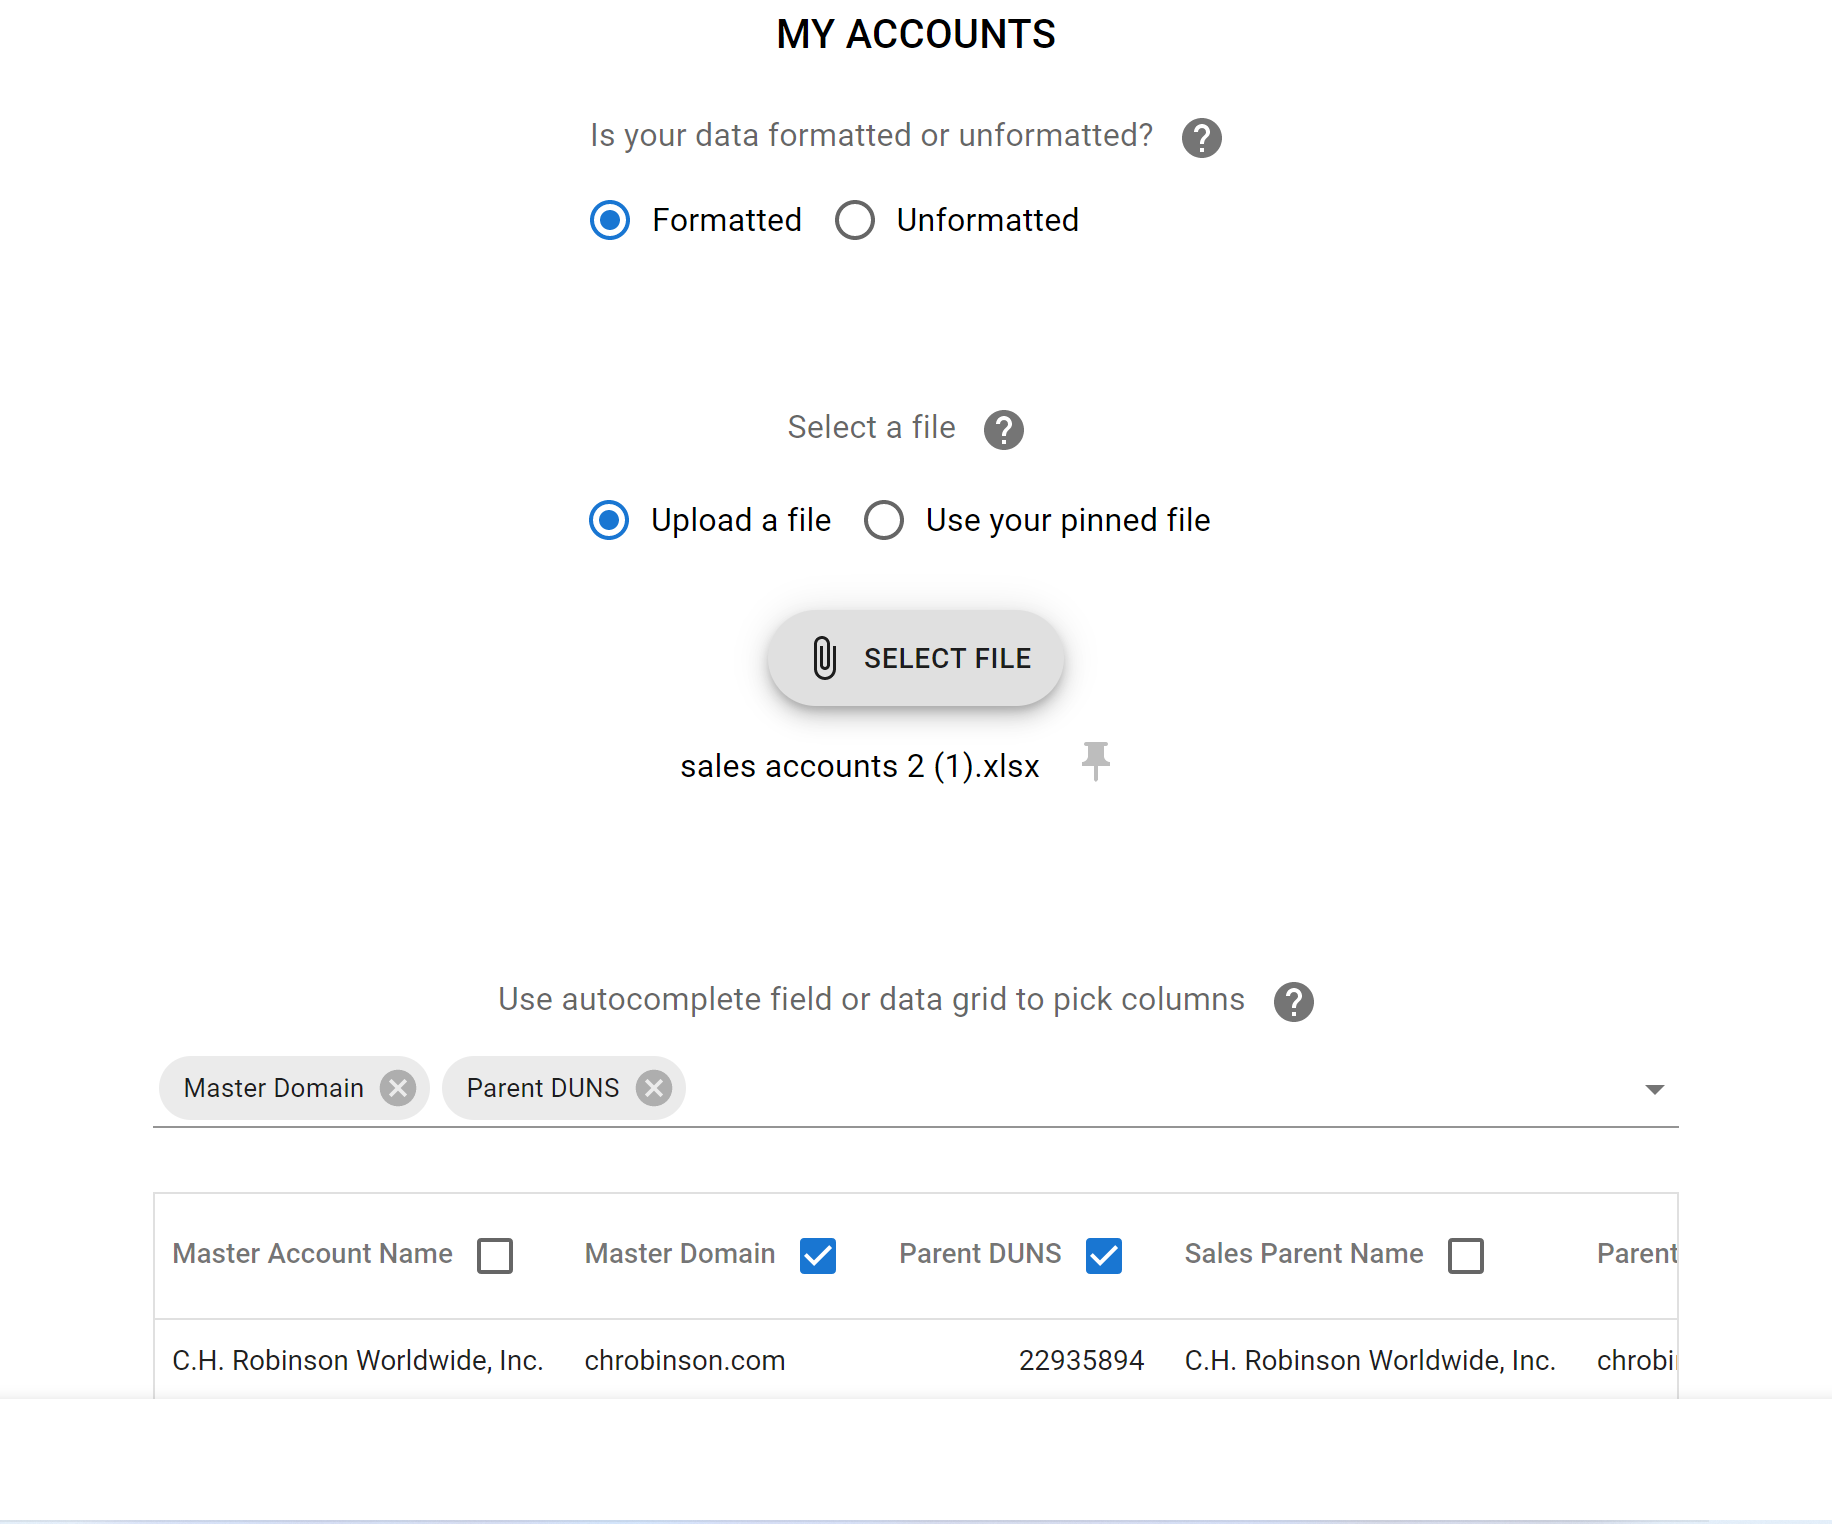 MY ACCOUNTS
Is your data formatted or unformatted?
Formatted Unformatted
Select a file
Upload a file Use your pinned file
SELECT FILE
sales accounts 2 (1).xlsx
Use autocomplete field or data grid to pick columns
Master Domain Parent DUNS
Master Account Name Master Domain Parent DUNS Sales Parent Name Parent
C.H. Robinson Worldwide, Inc. chrobinson.com 22935894 C.H. Robinson Worldwide, Inc. chrobi